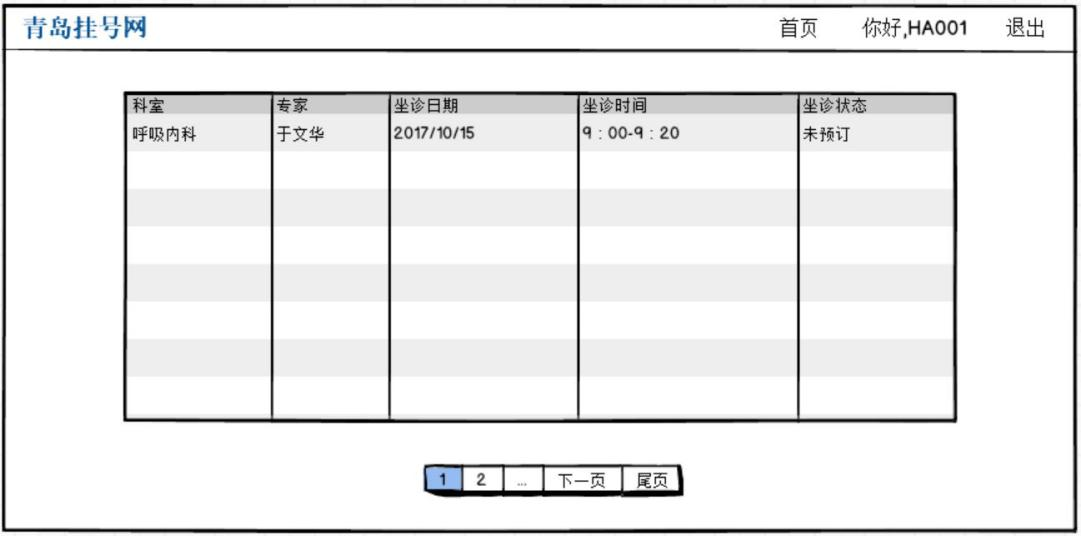 青岛挂号网 首页 你好,HA001 退出
科室 专家 坐诊日期 坐诊时间 坐诊状态
呼吸内科 于文华 2017/10/15 9：00-9：20 未预订
1 2 ... 下一页 尾页